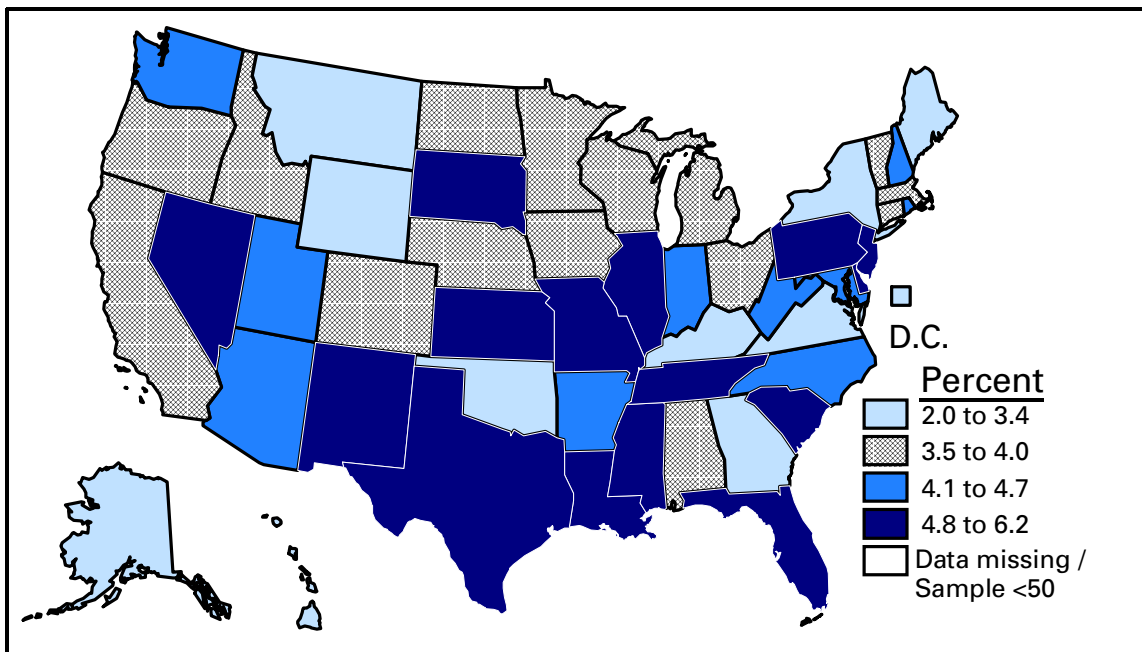 D.C.
Percent
2.0 to 3.4
3.5 to 4.0
4.1 to 4.7
4.8 to 6.2
Data missing /
Sample <50